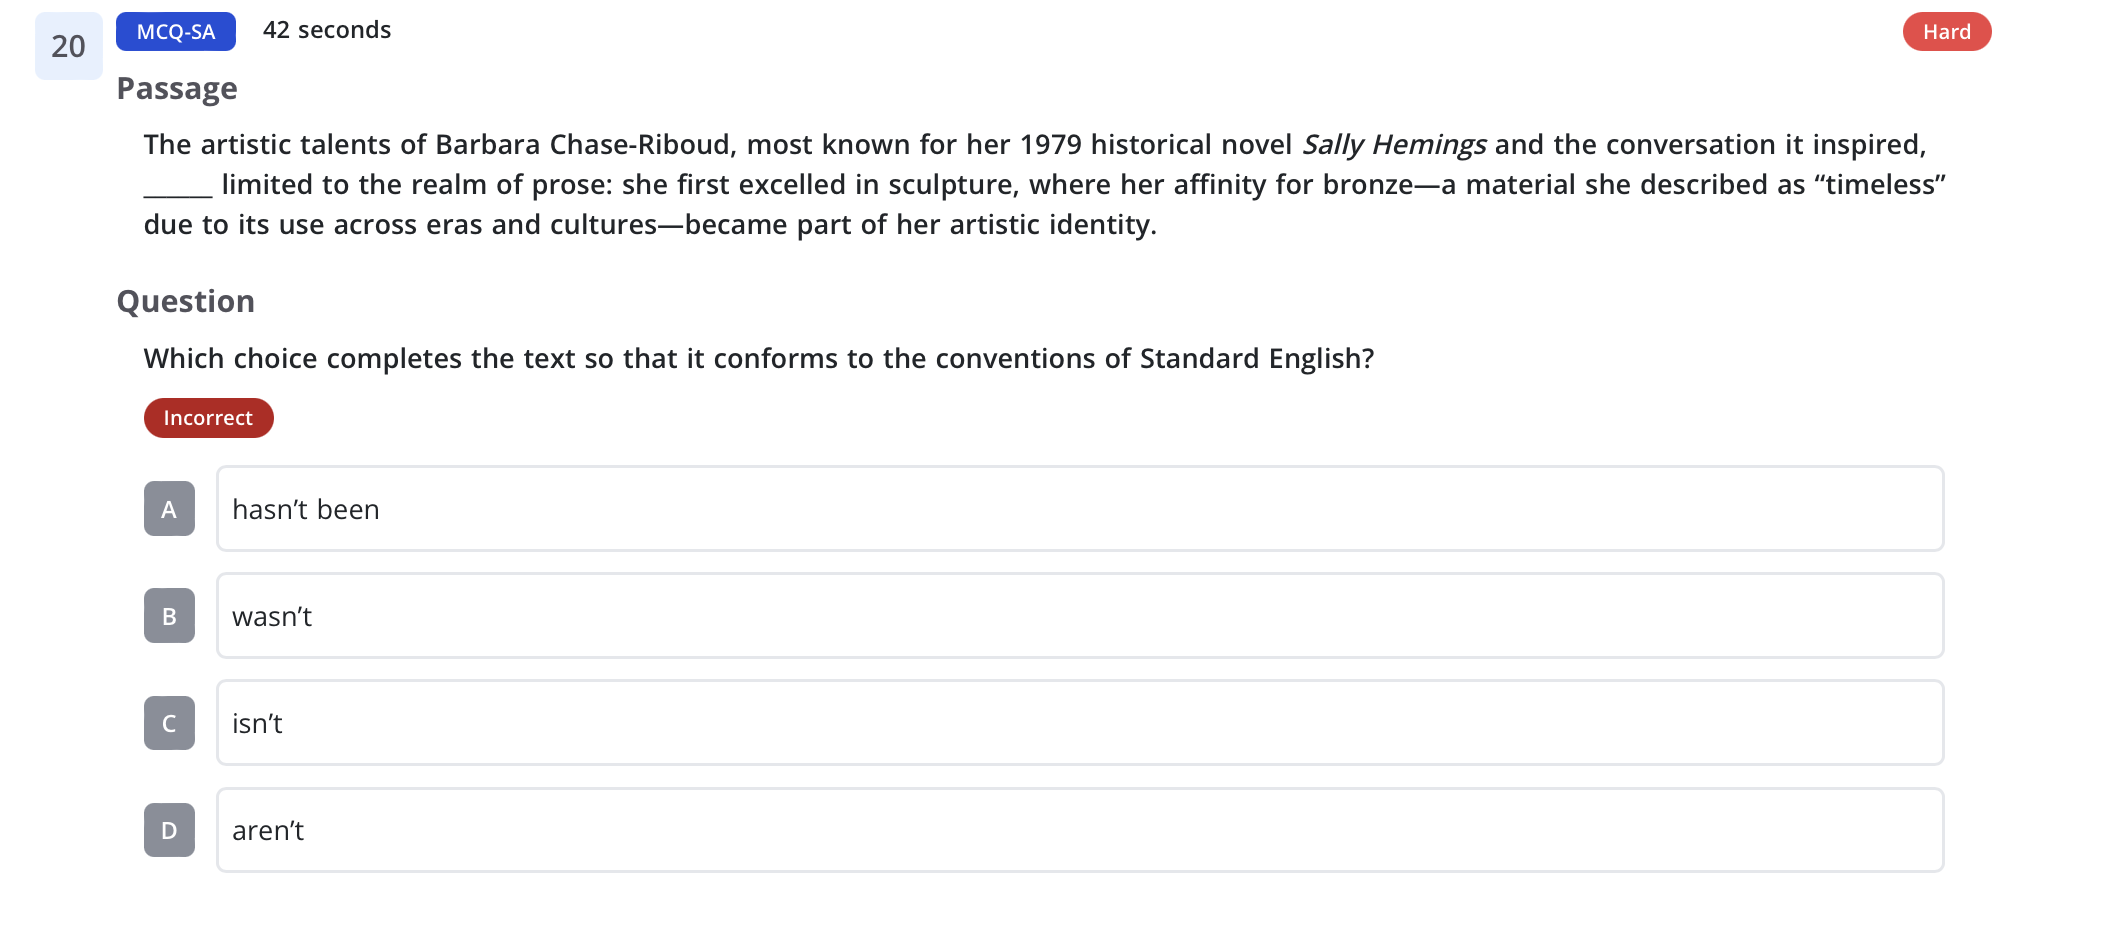 20
MCQ-SA 42 seconds Hard
Passage
The artistic talents of Barbara Chase-Riboud, most known for her 1979 historical novel Sally Hemings and the conversation it inspired,
______ limited to the realm of prose: she first excelled in sculpture, where her affinity for bronze—a material she described as “timeless”
due to its use across eras and cultures—became part of her artistic identity.
Question
Which choice completes the text so that it conforms to the conventions of Standard English?
Incorrect
A hasn’t been
B wasn’t
C isn’t
D aren’t